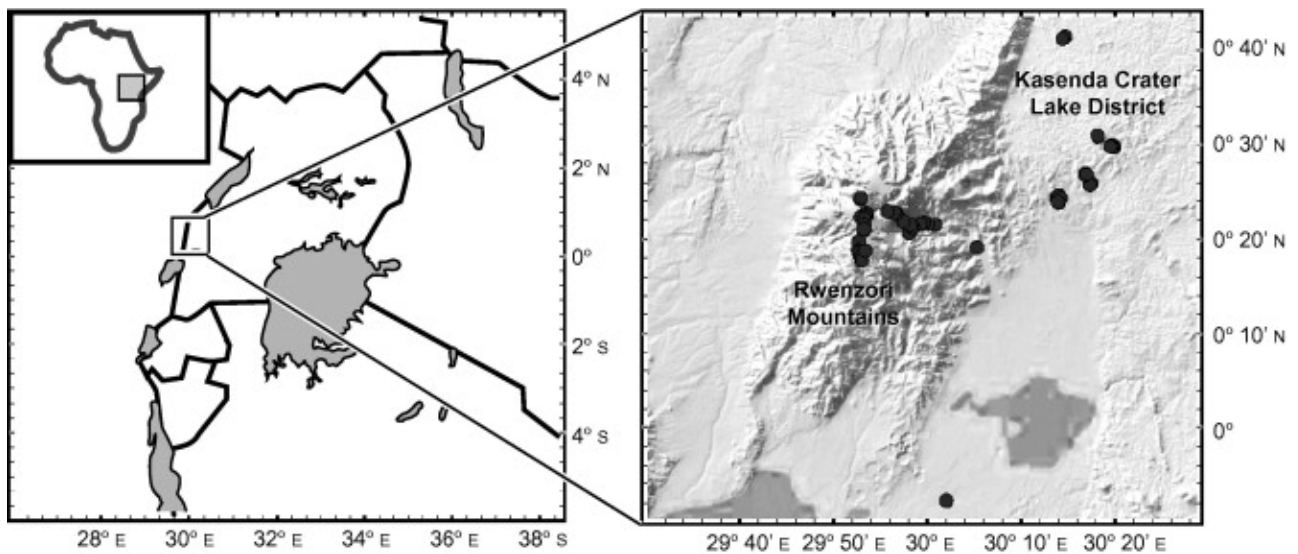 4° N
2° N
0°
2° S
4° S
28° E
30° E
32° E
34° E
36° E
38° S
Kasenda Crater
Lake District
Rwenzori
Mountains
0° 40' N
0° 30' N
0° 20' N
0° 10' N
0°
29° 40' E
29° 50' E
30° E
30° 10' E
30° 20' E